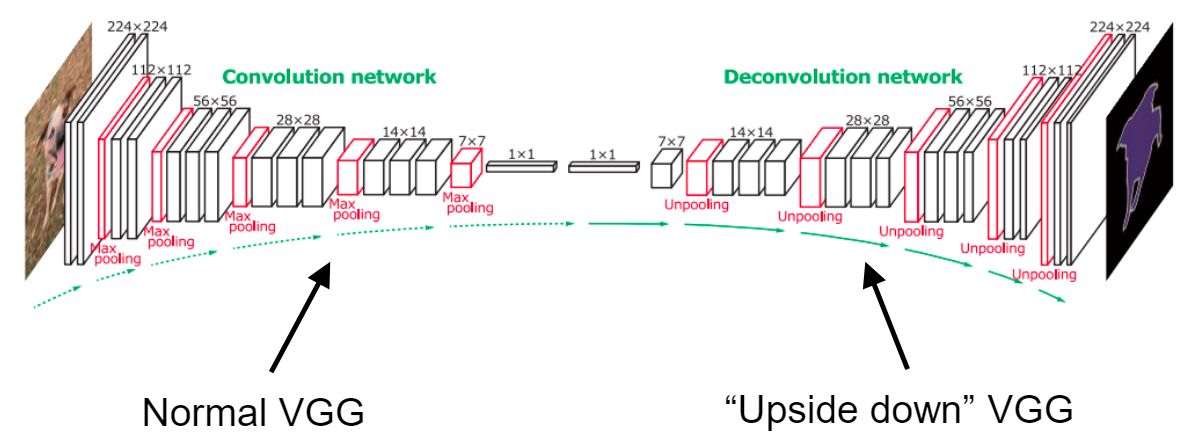 224×224
112×112
56×56
28×28
14×14
7×7
1×1
1×1
7×7
14×14
28×28
56×56
112×112
224×224
Convolution network
Deconvolution network
Max
pooling
Max
pooling
Max
pooling
Max
pooling
Max
pooling
Unpooling
Unpooling
Unpooling
Unpooling
Unpooling
Normal VGG
“Upside down” VGG